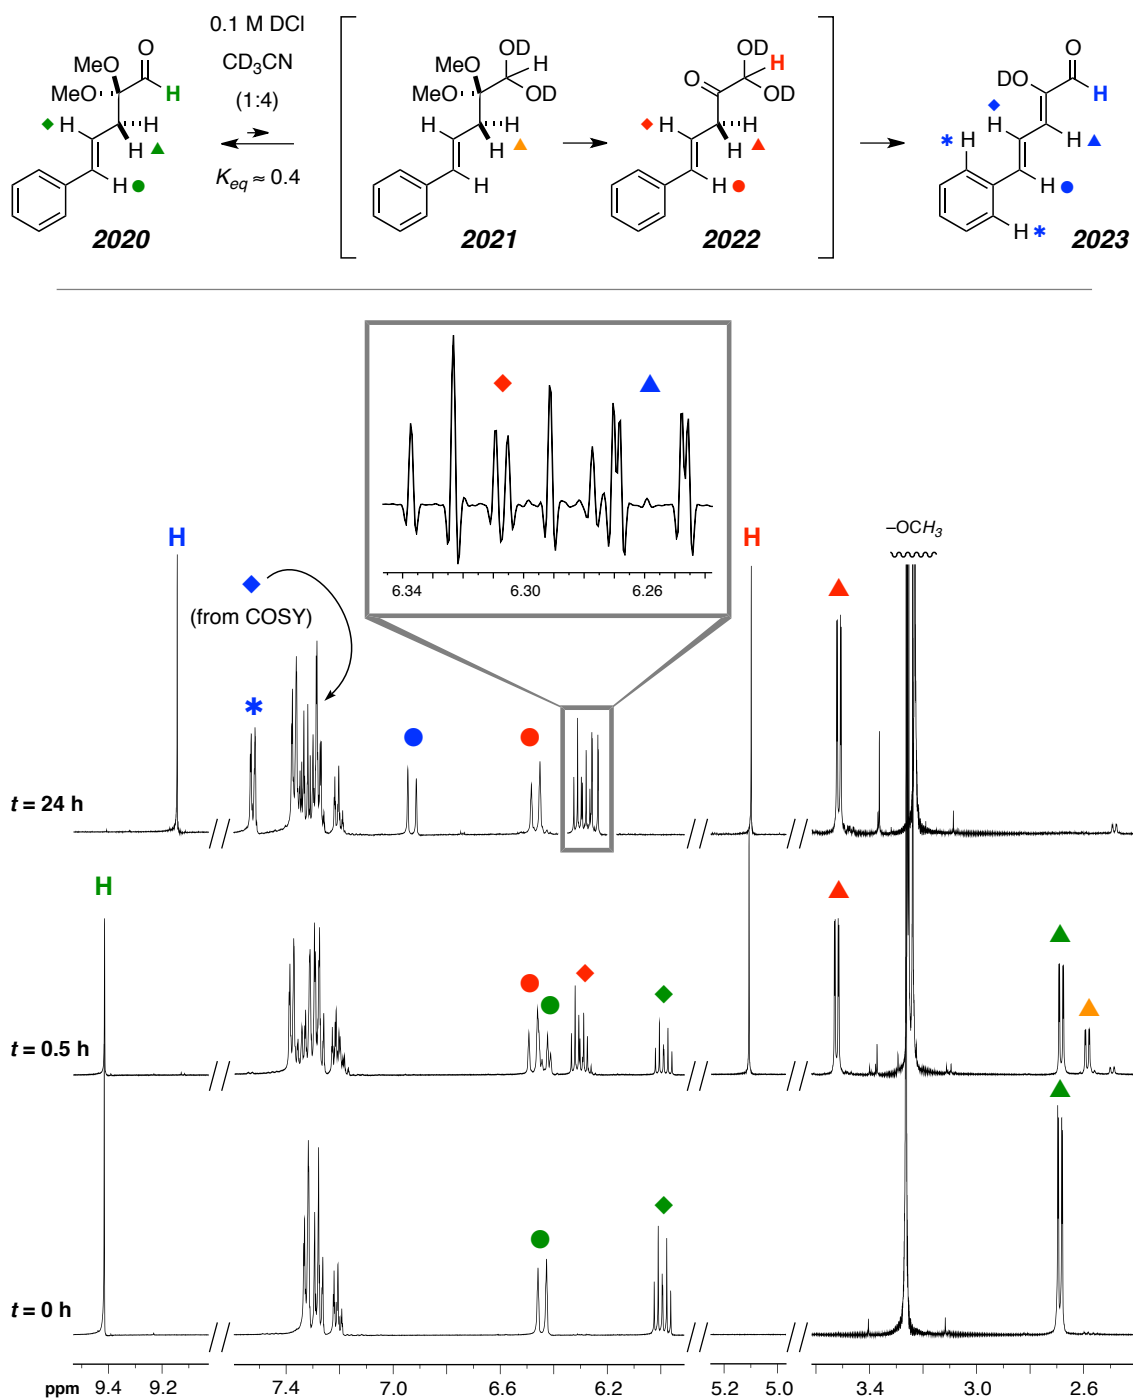 0.1 M DCl
CD3CN
(1:4)
Keq ≈ 0.4
O
MeO
MeO
H
H
H
H
H
2020
OD
MeO
H
MeO
OD
H
H
H
H
2021
OD
H
O
OD
H
H
H
H
2022
O
DO
H
H
H
H
H
H
*
*
2023
6.34
6.30
6.26
–OCH3
H
H
(from COSY)
*
t = 24 h
H
t = 0.5 h
t = 0 h
ppm
9.4
9.2
7.4
7.0
6.6
6.2
5.2
5.0
3.4
3.0
2.6